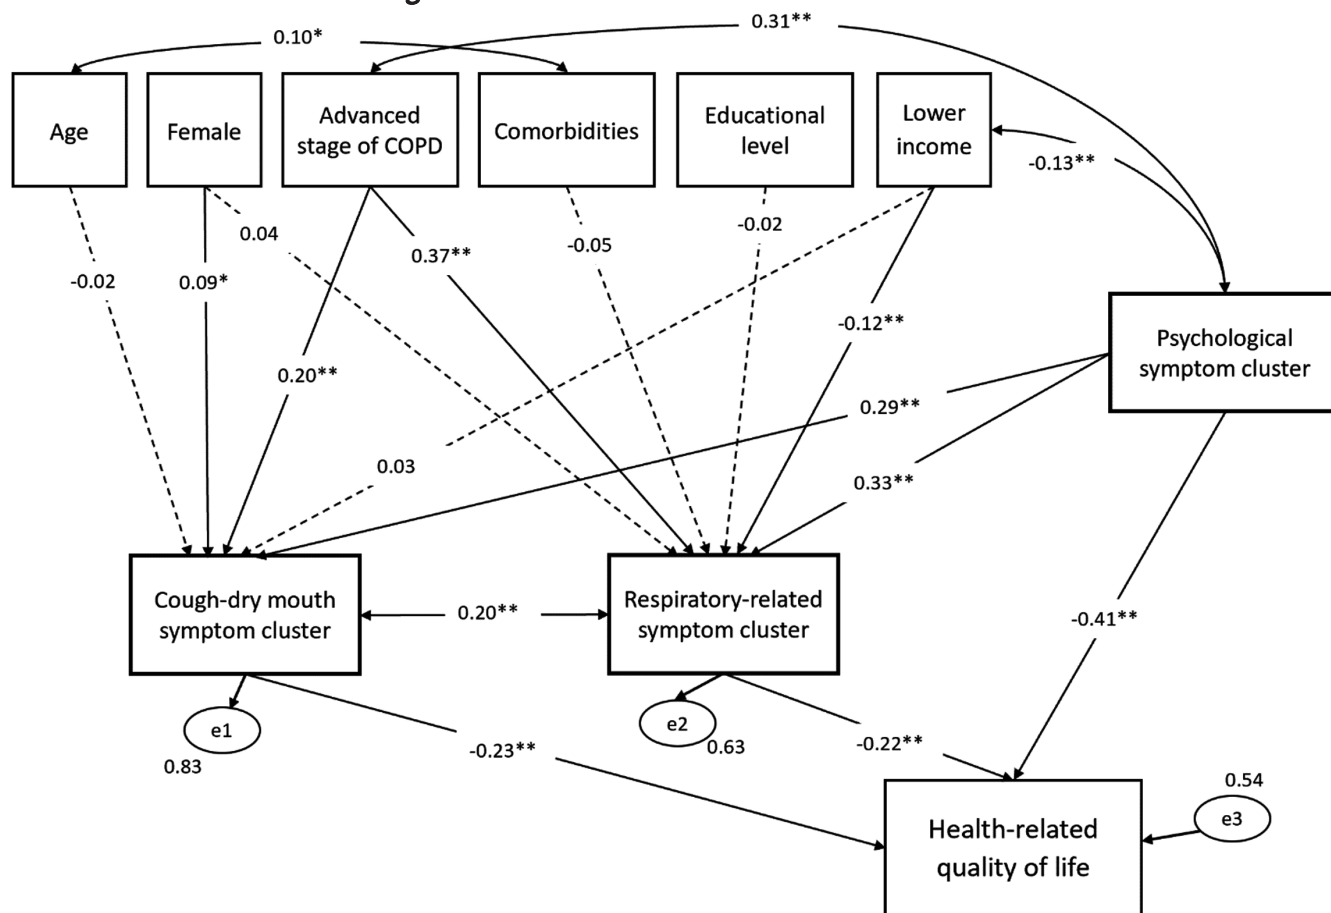 0.10*
0.31**
Age
Female
Advanced
stage of COPD
Comorbidities
Educational
level
Lower
income
-0.13**
0.04
-0.02
0.09*
0.37**
-0.05
-0.02
-0.12**
0.20**
Psychological
symptom cluster
0.29**
0.03
0.33**
Cough-dry mouth
symptom cluster
0.20**
Respiratory-related
symptom cluster
-0.41**
e1
0.83
e2
0.63
-0.23**
-0.22**
0.54
e3
Health-related
quality of life